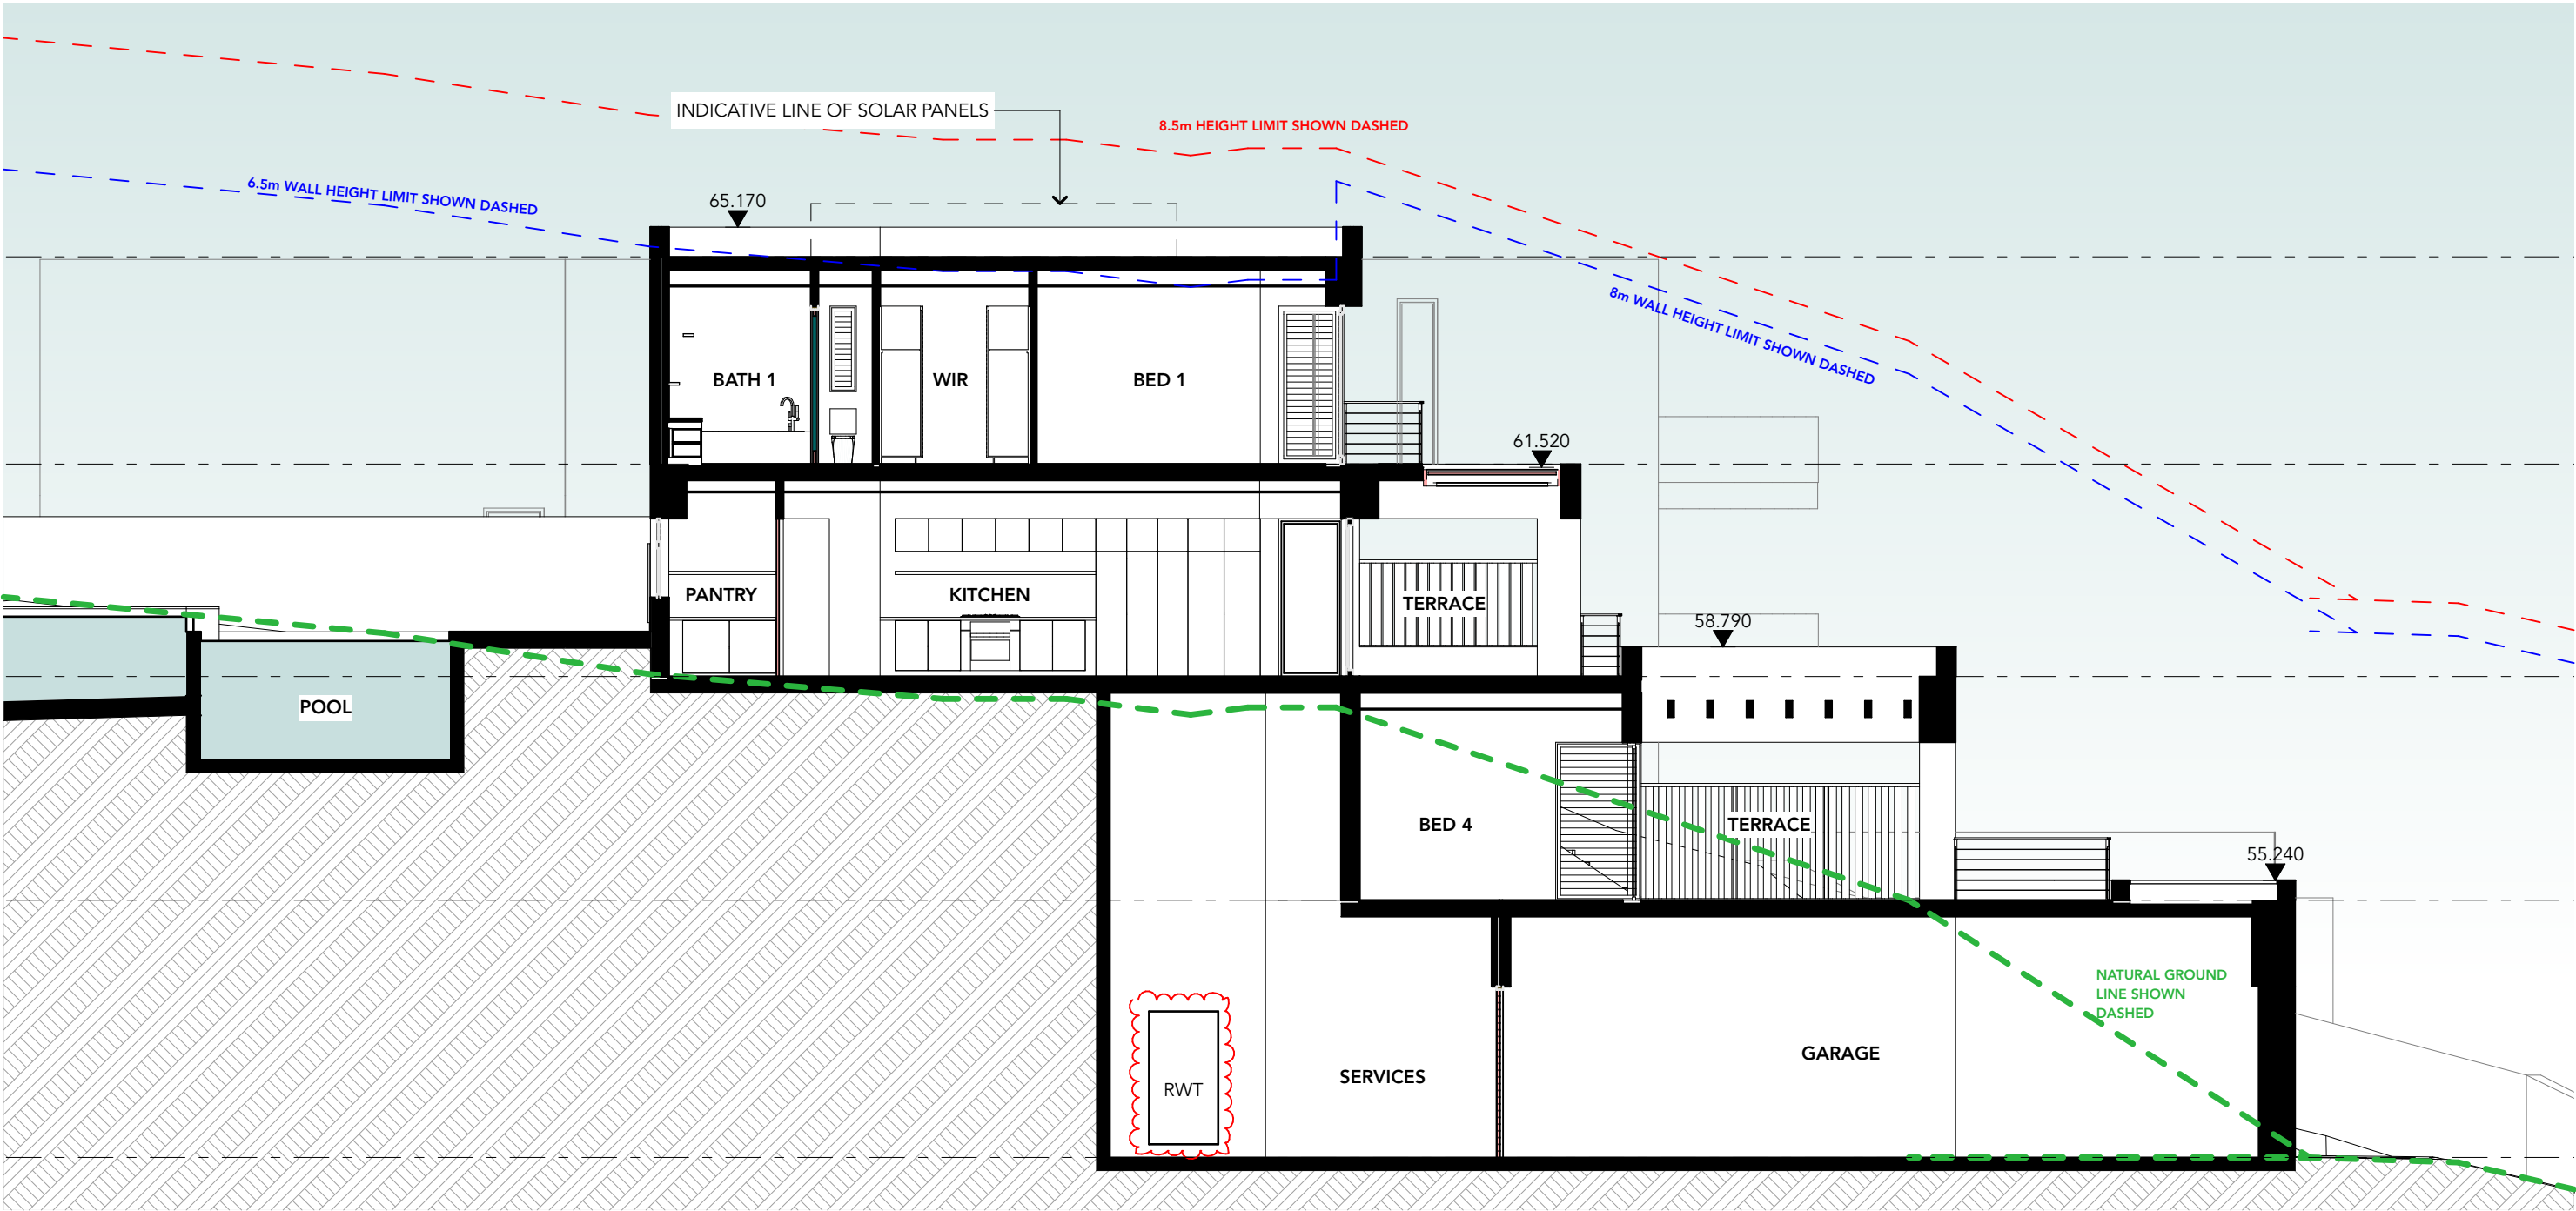 INDICATIVE LINE OF SOLAR PANELS
8.5m HEIGHT LIMIT SHOWN DASHED
6.5m WALL HEIGHT LIMIT SHOWN DASHED
65.170
8m WALL HEIGHT LIMIT SHOWN DASHED
BATH 1
WIR
BED 1
61.520
PANTRY
KITCHEN
TERRACE
58.790
POOL
BED 4
TERRACE
55.240
NATURAL GROUND
LINE SHOWN
DASHED
GARAGE
SERVICES
RWT